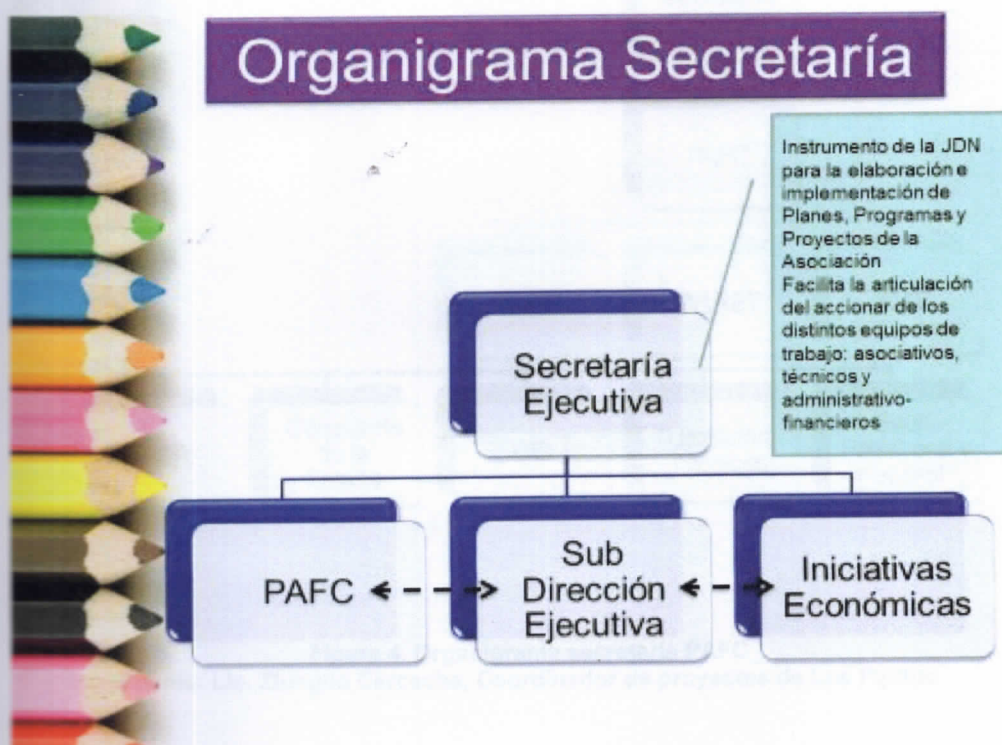 Organigrama Secretaría
Instrumento de la JDN
para la elaboración e
implementación de
Planes, Programas y
Proyectos de la
Asociación
Facilita la articulación
del accionar de los
distintos equipos de
trabajo: asociativos,
técnicos y
administrativo-
financieros
Secretaría
Ejecutiva
PAFC
Sub
Dirección
Ejecutiva
Iniciativas
Económicas